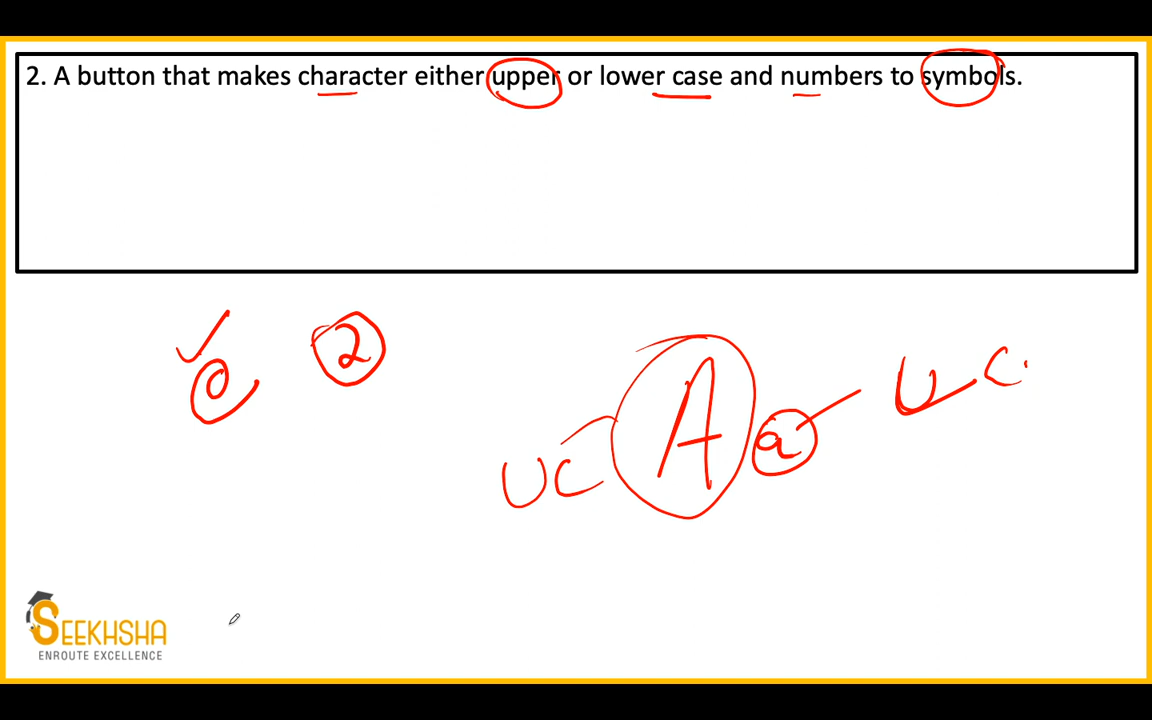 2. A button that makes character either upper or lower case and numbers to symbols.
2
A
a
UC
SEEKHSHA
ENROUTE EXCELLENCE